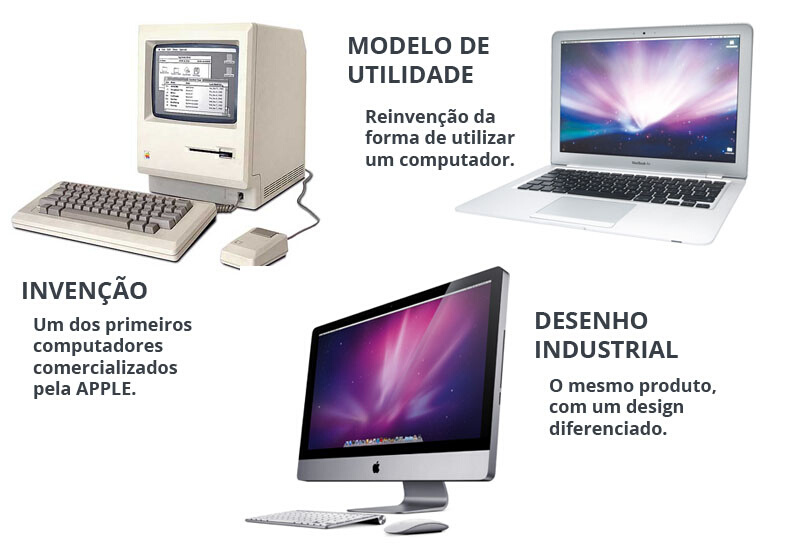 MODELO DE
UTILIDADE
Reinvenção da
forma de utilizar
um computador.
INVENÇÃO
Um dos primeiros
computadores
comercializados
pela APPLE.
DESENHO
INDUSTRIAL
O mesmo produto,
com um design
diferenciado.